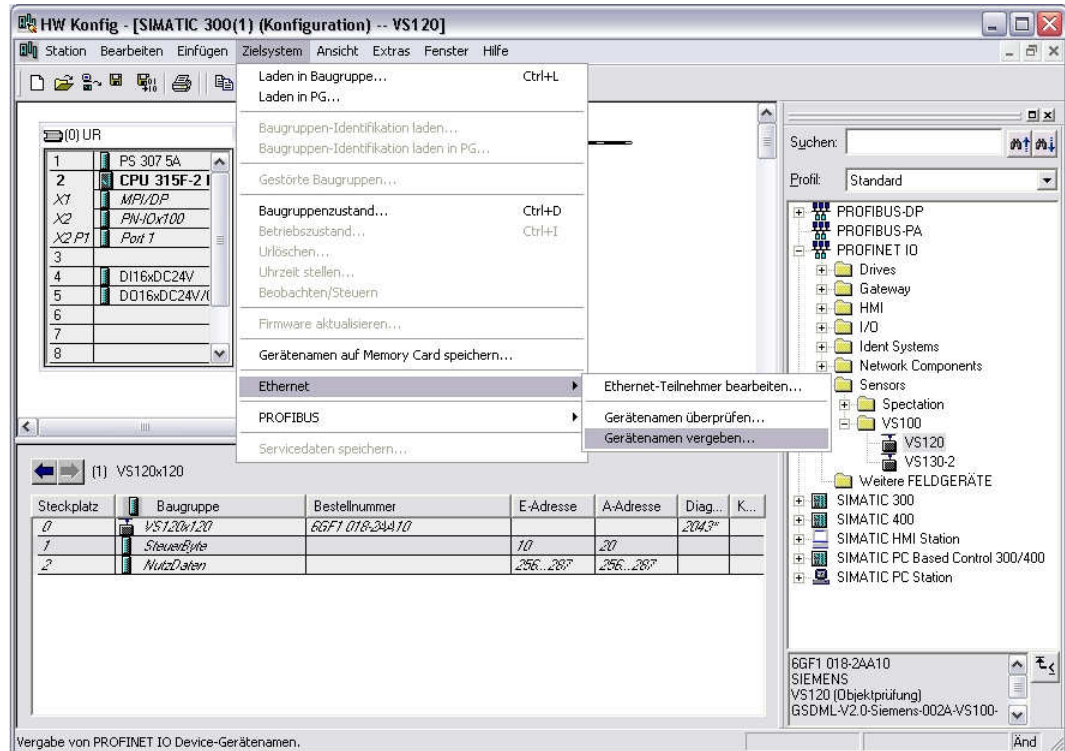 HW Konfig - [SIMATIC 300(1) (Konfiguration) -- VS120]
Station Bearbeiten Einfügen Zielsystem Ansicht Extras Fenster Hilfe
Laden in Baugruppe... Ctrl+L
Laden in PG...
Baugruppen-Identifikation laden...
Baugruppen-Identifikation laden in PG...
Gestörte Baugruppen...
Baugruppenzustand... Ctrl+D
Betriebszustand... Ctrl+I
Urlöschen...
Uhrzeit stellen...
Beobachten/Steuern
Firmware aktualisieren...
Gerätenamen auf Memory Card speichern...
Ethernet
PROFIBUS
Servicedaten speichern...
Ethernet-Teilnehmer bearbeiten...
Gerätenamen überprüfen...
Gerätenamen vergeben...
(0) UR
1 PS 307 5A
2 CPU 315F-2
X1 MPI/DP
X2 PN-IOx100
X2 P1 Port 1
3
4 DI16xDC24V
5 DO16xDC24V/
6
7
8
Suchen:
Profil: Standard
PROFIBUS-DP
PROFIBUS-PA
PROFINET IO
Drives
Gateway
HMI
I/O
Ident Systems
Network Components
Sensors
Spectation
VS100
VS120
VS130-2
Weitere FELDGERÄTE
SIMATIC 300
SIMATIC 400
SIMATIC HMI Station
SIMATIC PC Based Control 300/400
SIMATIC PC Station
(1) VS120x120
Steckplatz Baugruppe Bestellnummer E-Adresse A-Adresse Diag... K...
0 VS120x120 6GF1 018-2AA10 2043*
1 SteuerByte 10 20
2 NutzDaten 256...287 256...287
6GF1 018-2AA10
SIEMENS
VS120 (Objektprüfung)
GSDML-V2.0-Siemens-002A-VS100-
Vergabe von PROFINET IO Device-Gerätenamen. Änd